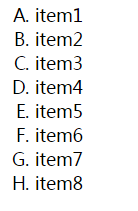 A. item1
B. item2
C. item3
D. item4
E. item5
F. item6
G. item7
H. item8